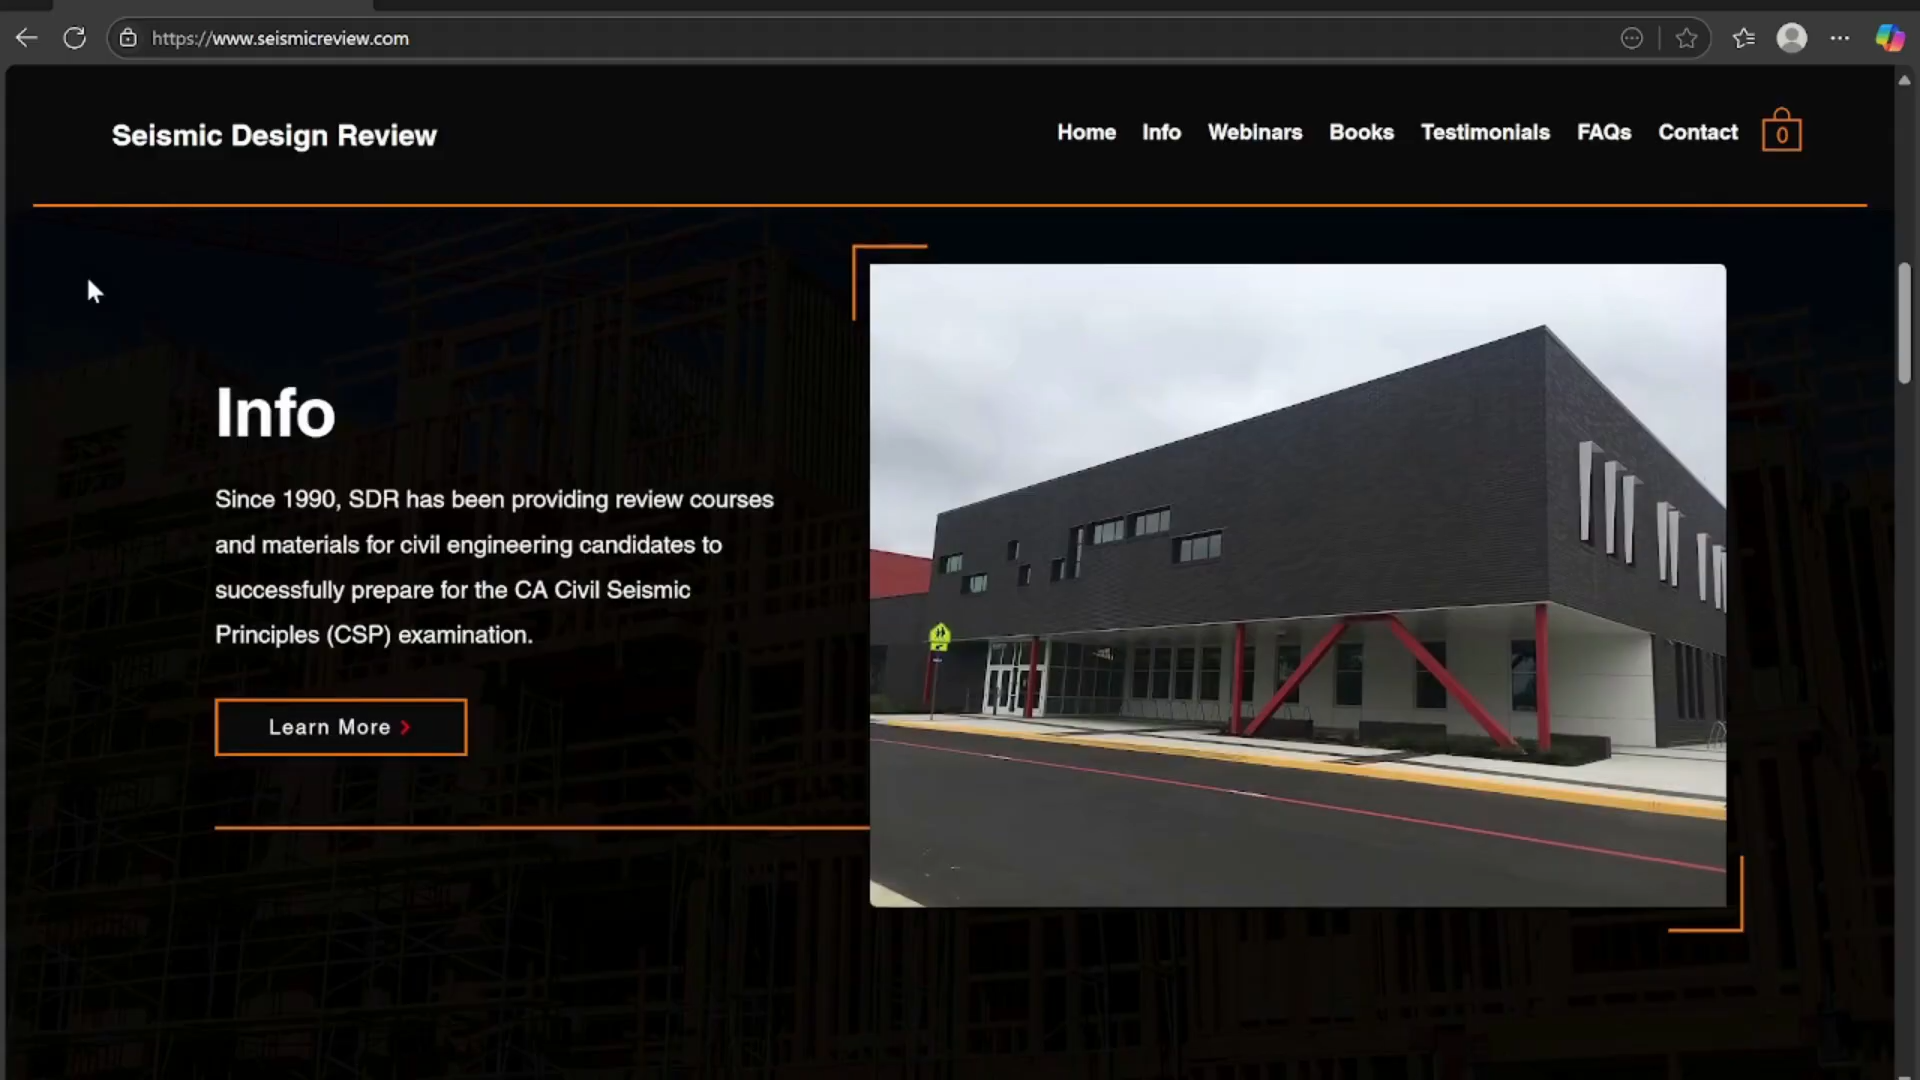 https://www.seismicreview.com
Seismic Design Review
Home Info Webinars Books Testimonials FAQs Contact 0
Info
Since 1990, SDR has been providing review courses
and materials for civil engineering candidates to
successfully prepare for the CA Civil Seismic
Principles (CSP) examination.
Learn More